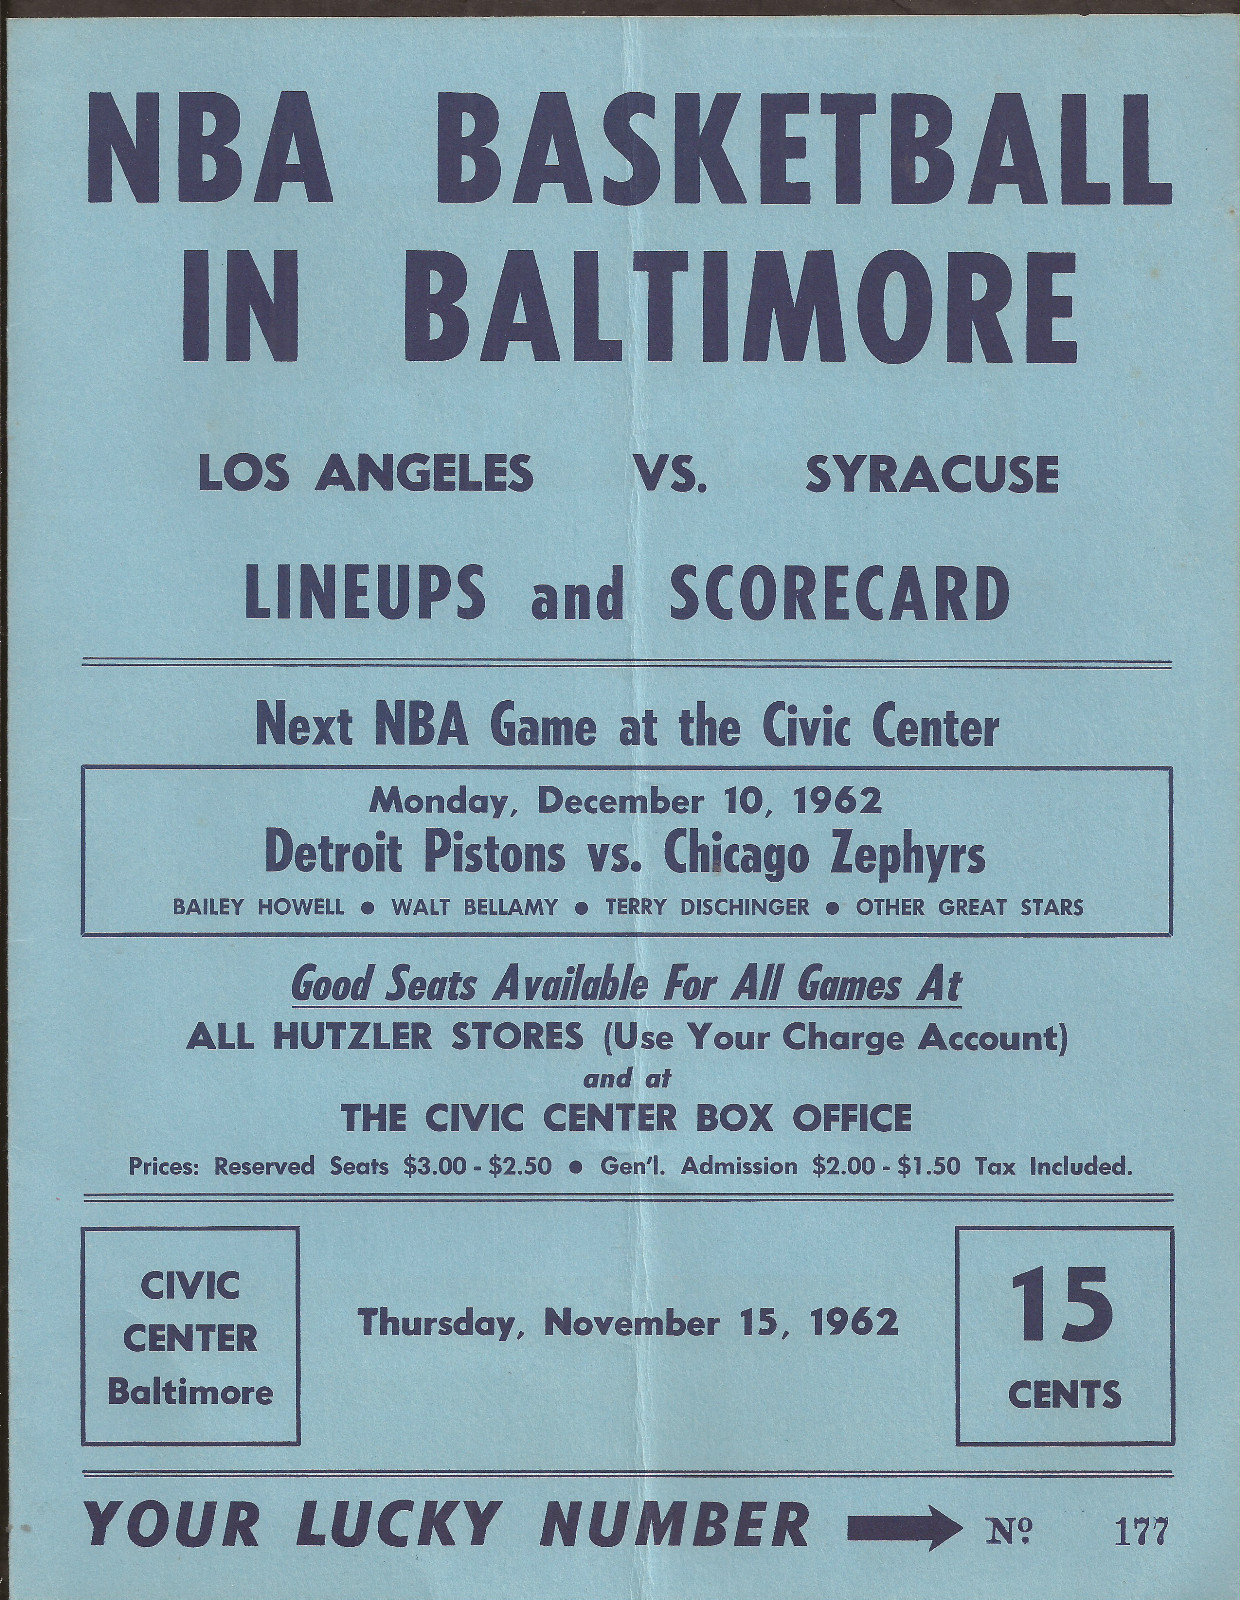 NBA BASKETBALL
IN BALTIMORE
LOS ANGELES VS. SYRACUSE
LINEUPS and SCORECARD
Next NBA Game at the Civic Center
Monday, December 10, 1962
Detroit Pistons vs. Chicago Zephyrs
BAILEY HOWELL ● WALT BELLAMY ● TERRY DISCHINGER ● OTHER GREAT STARS
Good Seats Available For All Games At
ALL HUTZLER STORES (Use Your Charge Account)
and at
THE CIVIC CENTER BOX OFFICE
Prices: Reserved Seats $3.00 - $2.50 ● Gen'l. Admission $2.00 - $1.50 Tax Included.
CIVIC
CENTER
Baltimore
Thursday, November 15, 1962
15
CENTS
YOUR LUCKY NUMBER Nº. 177